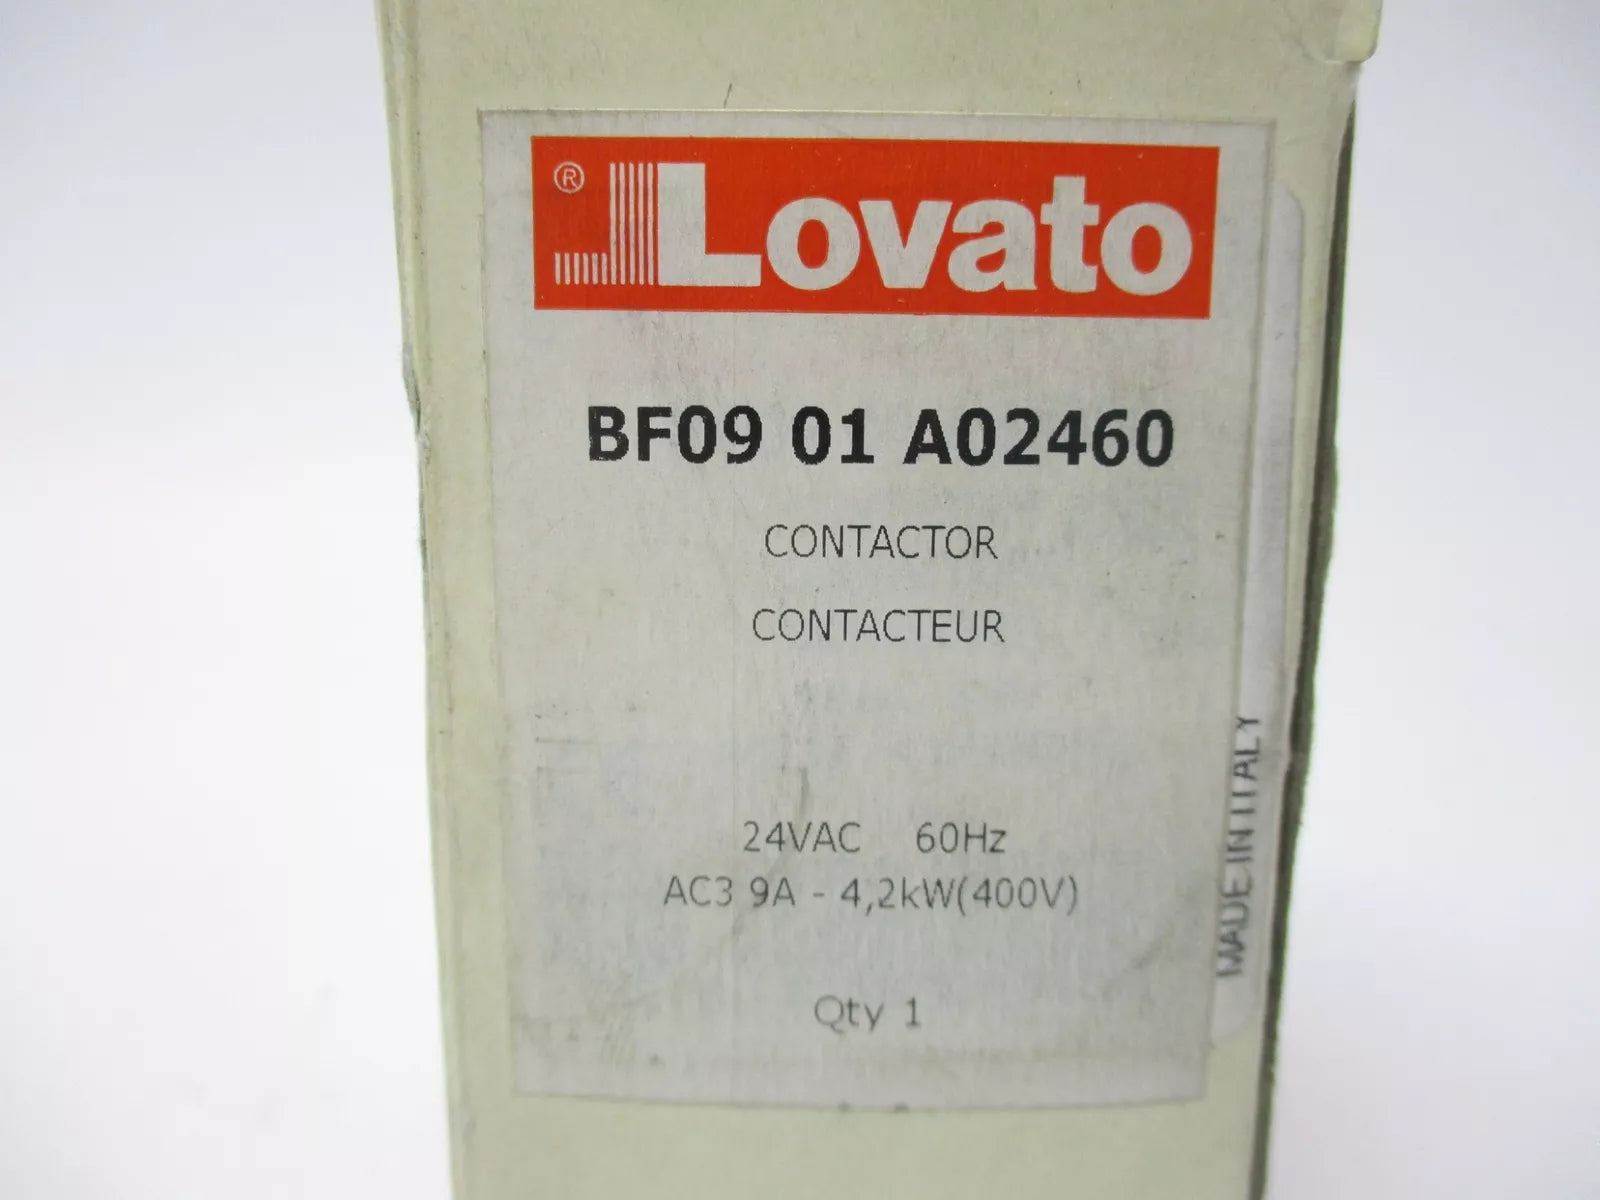 ® Lovato
BF09 01 A02460
CONTACTOR
CONTACTEUR
24VAC 60Hz
AC3 9A - 4,2kW(400V)
Qty 1
MADE IN ITALY